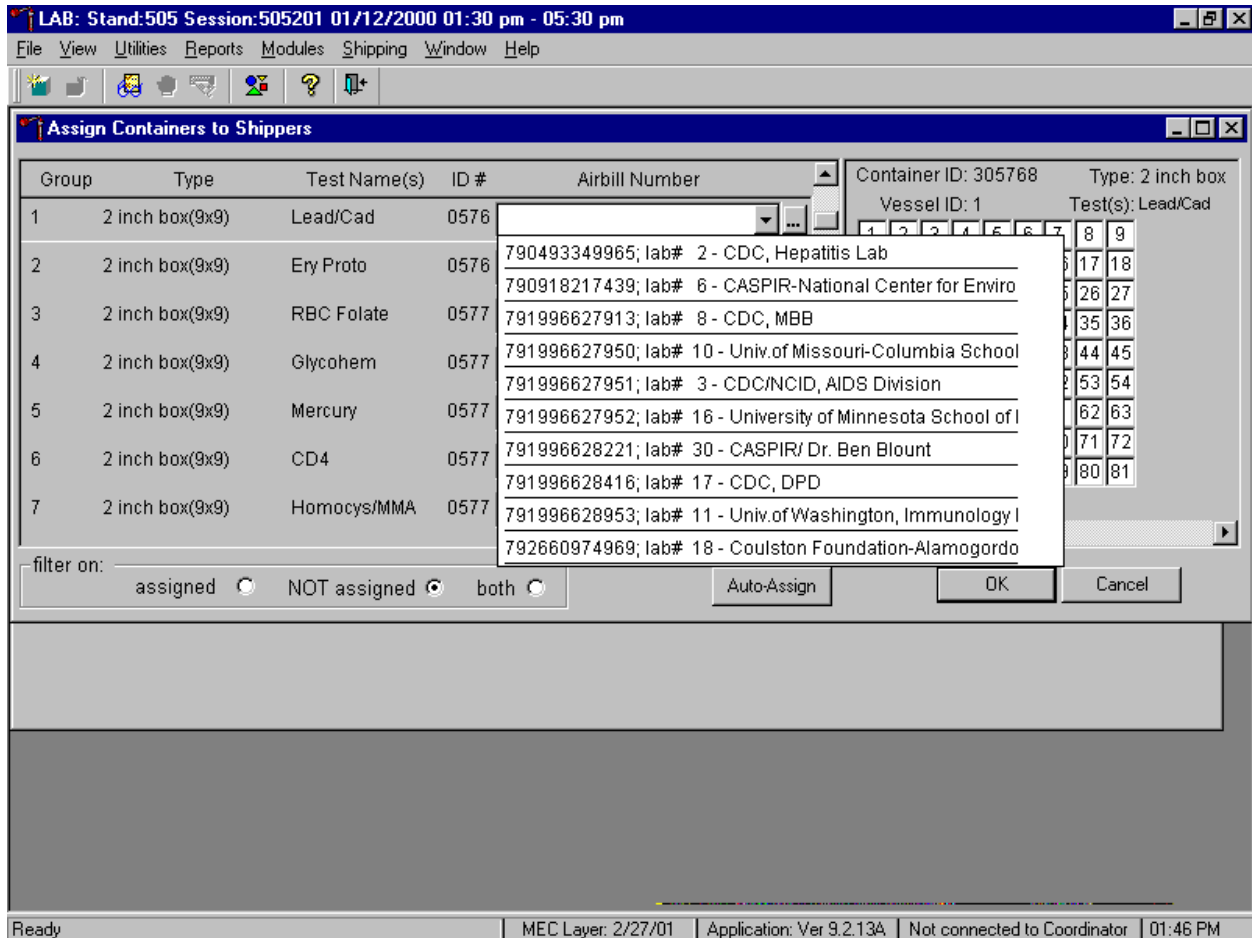 LAB: Stand:505 Session:505201 01/12/2000 01:30 pm - 05:30 pm
File View Utilities Reports Modules Shipping Window Help
Assign Containers to Shippers
Group Type Test Name(s) ID # Airbill Number
1 2 inch box(9x9) Lead/Cad 0576 ...
2 2 inch box(9x9) Ery Proto 0576
3 2 inch box(9x9) RBC Folate 0577
4 2 inch box(9x9) Glycohem 0577
5 2 inch box(9x9) Mercury 0577
6 2 inch box(9x9) CD4 0577
7 2 inch box(9x9) Homocys/MMA 0577
790493349965; lab# 2 - CDC, Hepatitis Lab
790918217439; lab# 6 - CASPIR-National Center for Enviro
791996627913; lab# 8 - CDC, MBB
791996627950; lab# 10 - Univ.of Missouri-Columbia School
791996627951; lab# 3 - CDC/NCID, AIDS Division
791996627952; lab# 16 - University of Minnesota School of
791996628221; lab# 30 - CASPIR/ Dr. Ben Blount
791996628416; lab# 17 - CDC, DPD
791996628953; lab# 11 - Univ.of Washington, Immunology
792660974969; lab# 18 - Coulston Foundation-Alamogordo
Container ID: 305768 Type: 2 inch box
Vessel ID: 1 Test(s): Lead/Cad
1 2 3 4 5 6 7 8 9
17 18
26 27
35 36
44 45
53 54
62 63
71 72
80 81
filter on:
assigned NOT assigned both Auto-Assign OK Cancel
Ready MEC Layer: 2/27/01 Application: Ver 9.2.13A Not connected to Coordinator 01:46 PM